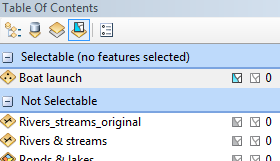 Table Of Contents
Selectable (no features selected)
Boat launch 0
Not Selectable
Rivers_streams_original 0
Rivers & streams 0
Ponds & lakes